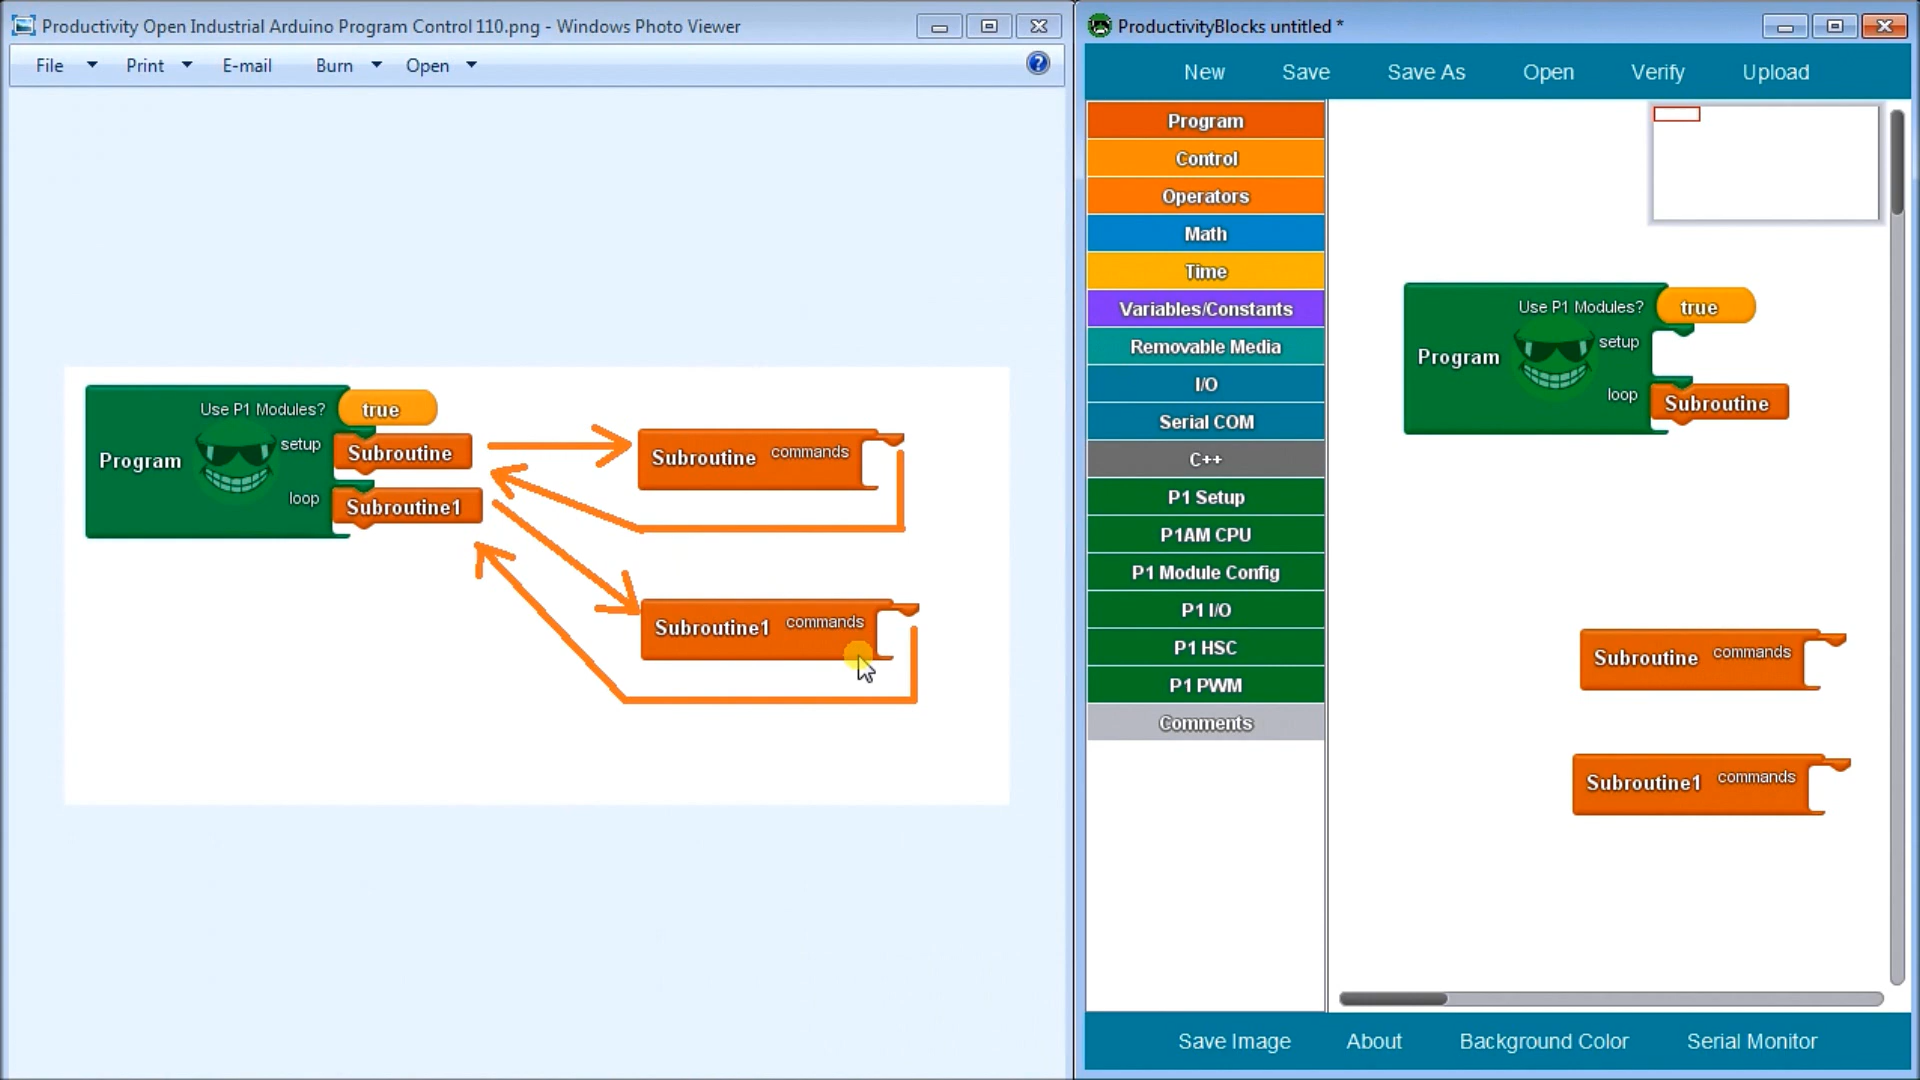 Productivity Open Industrial Arduino Program Control 110.png - Windows Photo Viewer
File Print E-mail Burn Open
?
Use P1 Modules? true
Program setup Subroutine
loop Subroutine1
Subroutine commands
Subroutine1 commands
ProductivityBlocks untitled *
New Save Save As Open Verify Upload
Program
Control
Operators
Math
Time
Variables/Constants
Removable Media
I/O
Serial COM
C++
P1 Setup
P1AM CPU
P1 Module Config
P1 I/O
P1 HSC
P1 PWM
Comments
Use P1 Modules? true
Program setup
loop Subroutine
Subroutine commands
Subroutine1 commands
Save Image About Background Color Serial Monitor